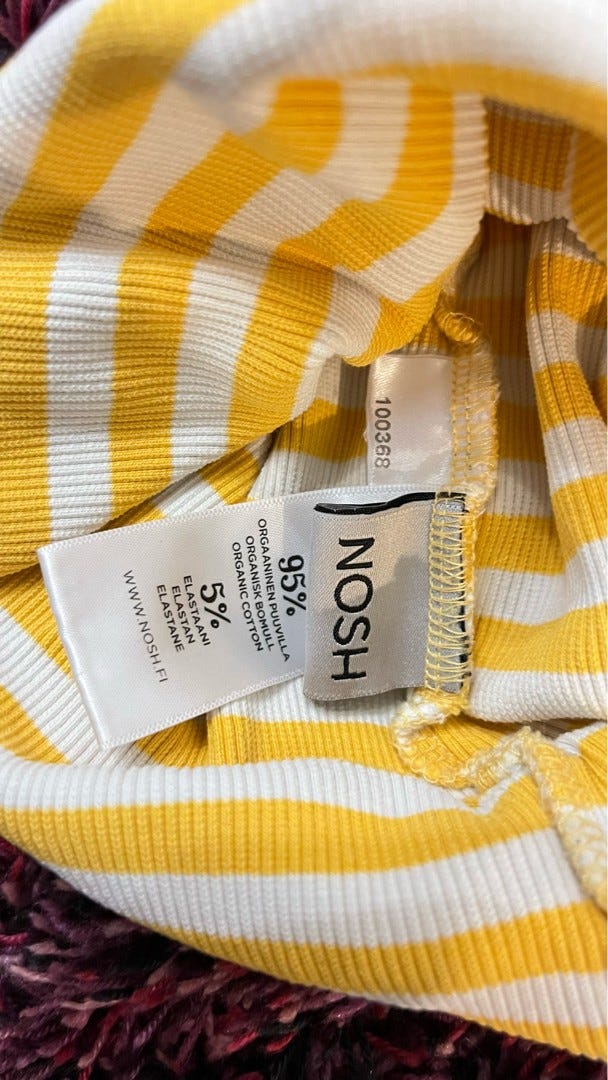 100368
NOSH
95%
ORGAANINEN PUUVILLA
ORGANISK BOMULL
ORGANIC COTTON
5%
ELASTAANI
ELASTAN
ELASTANE
WWW.NOSH.FI